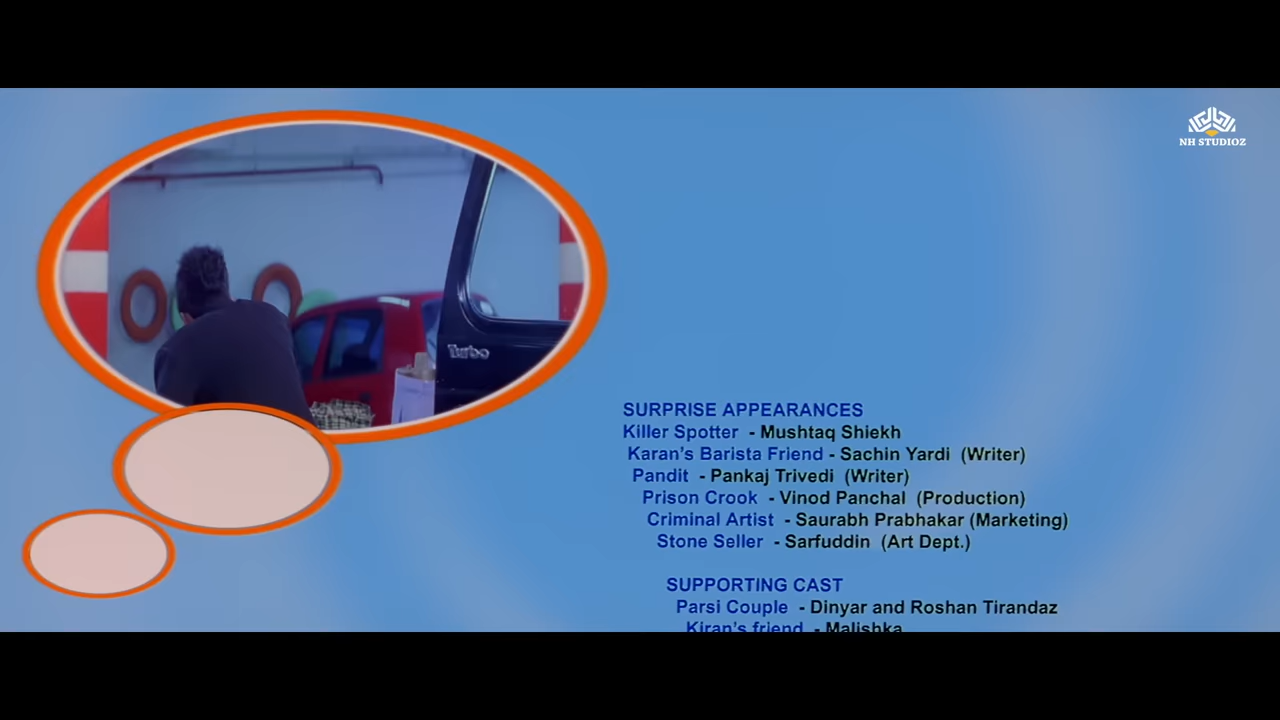 NH STUDIOZ
Turbo
SURPRISE APPEARANCES
Killer Spotter - Mushtaq Shiekh
Karan's Barista Friend - Sachin Yardi (Writer)
Pandit - Pankaj Trivedi (Writer)
Prison Crook - Vinod Panchal (Production)
Criminal Artist - Saurabh Prabhakar (Marketing)
Stone Seller - Sarfuddin (Art Dept.)
SUPPORTING CAST
Parsi Couple - Dinyar and Roshan Tirandaz
Kiran's friend - Malishka